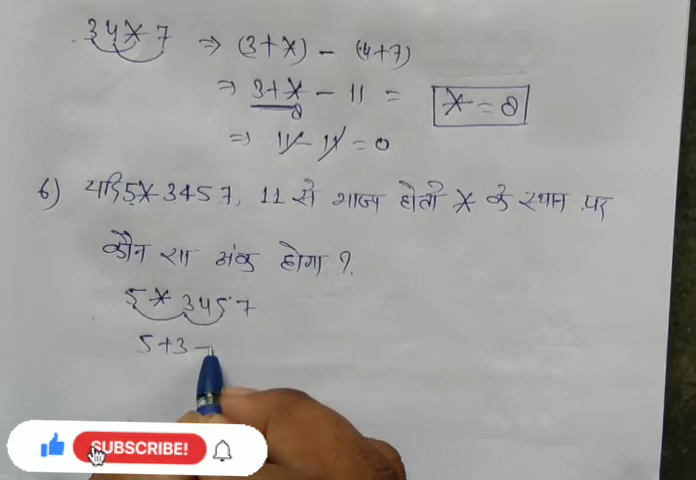 34*7 ⇒ (3+*) - (4+7)
⇒ 3+* - 11 = *=8
8
⇒ 11 - 11 = 0
6) यदि 5*3457, 11 से भाज्य हो तो * के स्थान पर
कौन सा अंक होगा ?
5*3457
5+3-
SUBSCRIBE!